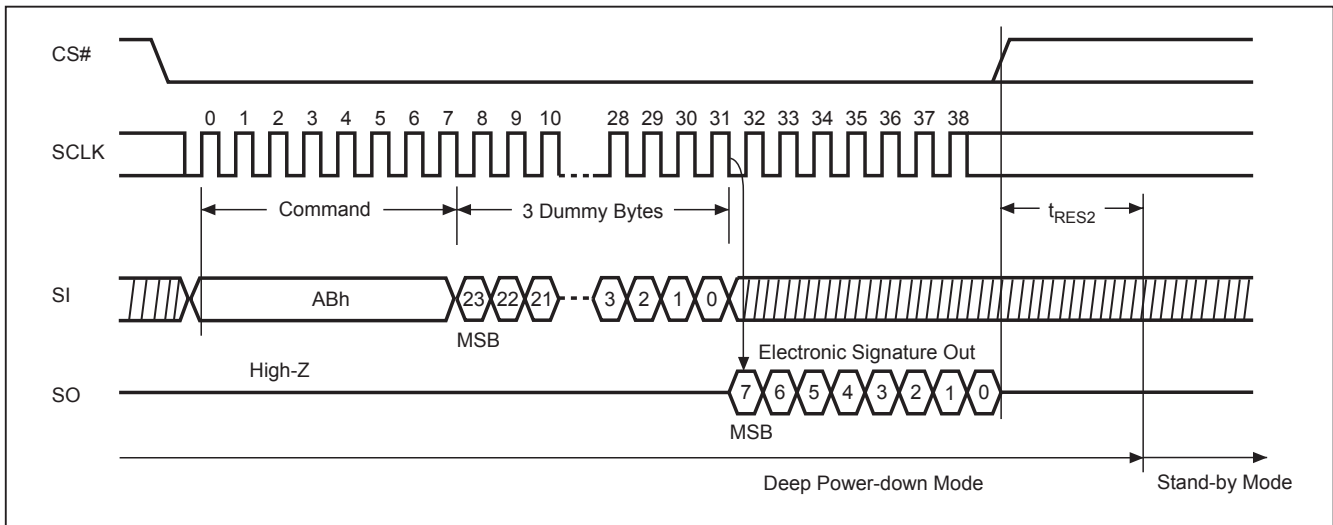 CS#
0 1 2 3 4 5 6 7 8 9 10 28 29 30 31 32 33 34 35 36 37 38
SCLK
Command 3 Dummy Bytes tRES2
SI ABh 23 22 21 3 2 1 0
MSB
Electronic Signature Out
High-Z
SO 7 6 5 4 3 2 1 0
MSB
Deep Power-down Mode Stand-by Mode